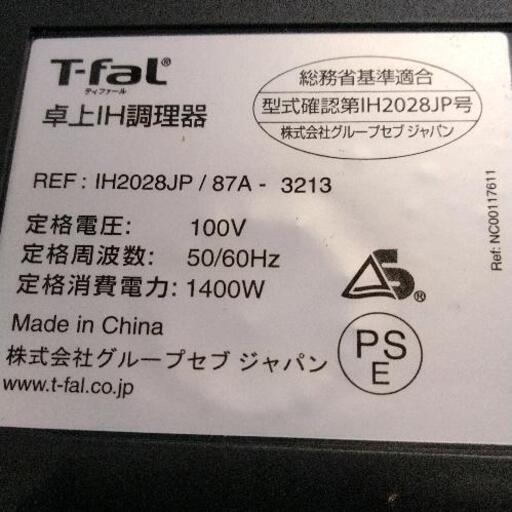 T-fal®
ティファール
卓上IH調理器
総務省基準適合
型式確認第IH2028JP号
株式会社グループセブ ジャパン
REF : IH2028JP / 87A - 3213
定格電圧: 100V
定格周波数: 50/60Hz
定格消費電力: 1400W
Made in China
株式会社グループセブ ジャパン
www.t-fal.co.jp
S®
PS
E
Ref: NC00117611